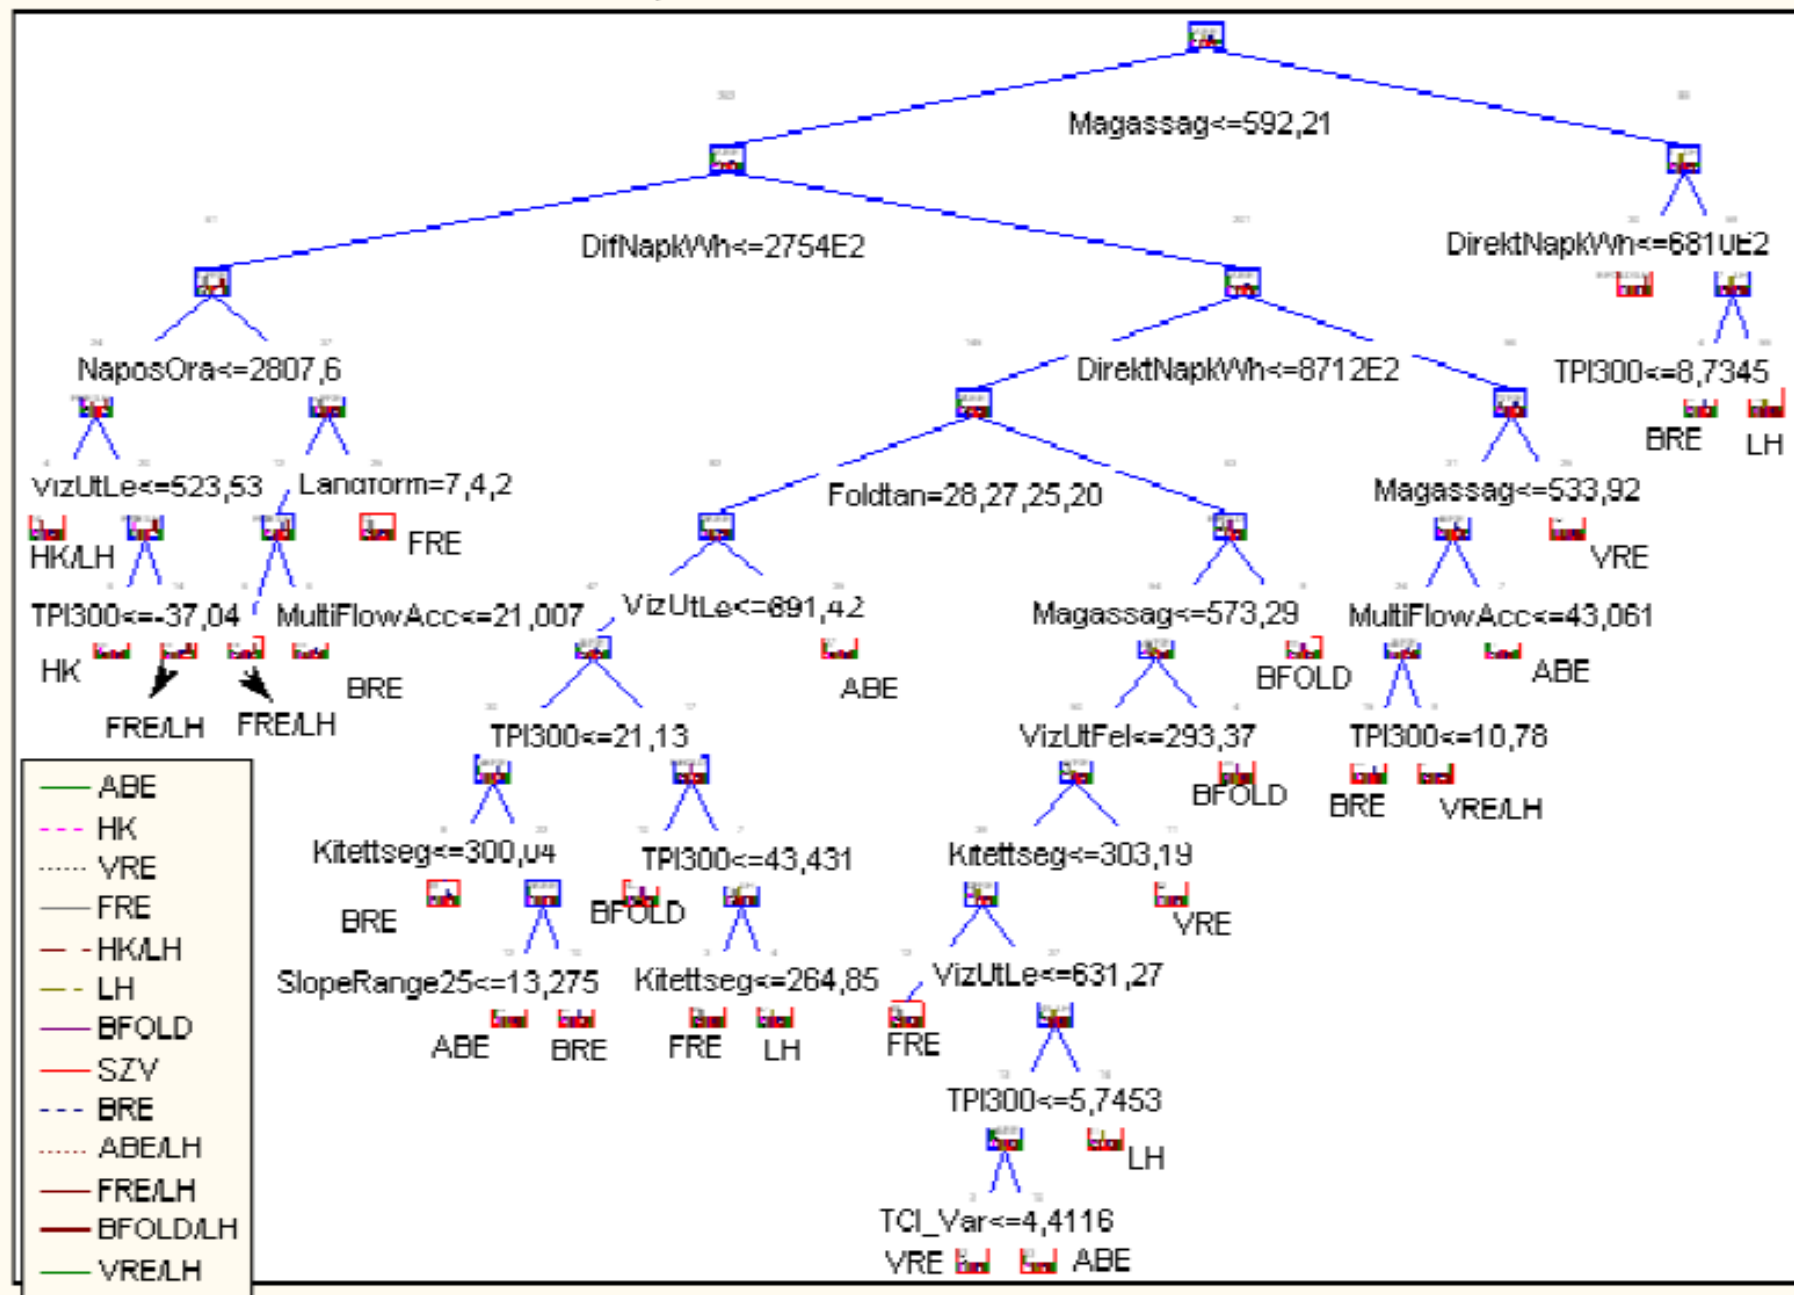 Magassag<=592,21
DifNapkWh<=2754E2
DirektNapkWh<=6810E2
NaposOra<=2807,6
DirektNapkWh<=8712E2
TPI300<=8,7345
BRE
LH
VizUtLe<=523,53
Landform=7,4,2
Foldtan=28,27,25,20
Magassag<=533,92
HK/LH
FRE
VRE
TPI300<=-37,04
MultiFlowAcc<=21,007
VizUtLe<=691,42
Magassag<=573,29
MultiFlowAcc<=43,061
HK
BRE
ABE
BFOLD
ABE
FRE/LH
FRE/LH
TPI300<=21,13
VizUtFel<=293,37
TPI300<=10,78
BFOLD
BRE
VRE/LH
Kitettseg<=300,04
TPI300<=43,431
Kitettseg<=303,19
BRE
BFOLD
VRE
SlopeRange25<=13,275
Kitettseg<=264,85
VizUtLe<=631,27
ABE
BRE
FRE
LH
FRE
TPI300<=5,7453
LH
TCI_Var<=4,4116
VRE
ABE
ABE
HK
VRE
FRE
HK/LH
LH
BFOLD
SZV
BRE
ABE/LH
FRE/LH
BFOLD/LH
VRE/LH